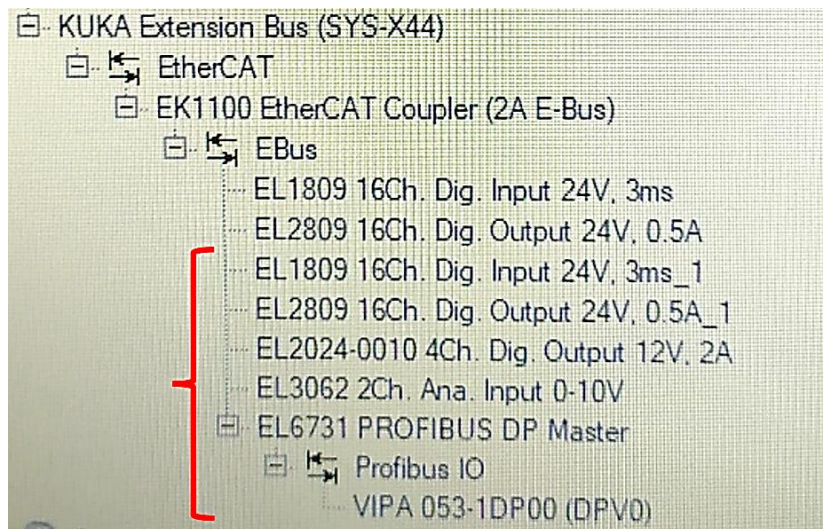 KUKA Extension Bus (SYS-X44)
EtherCAT
EK1100 EtherCAT Coupler (2A E-Bus)
EBus
EL1809 16Ch. Dig. Input 24V, 3ms
EL2809 16Ch. Dig. Output 24V, 0.5A
EL1809 16Ch. Dig. Input 24V, 3ms_1
EL2809 16Ch. Dig. Output 24V, 0.5A_1
EL2024-0010 4Ch. Dig. Output 12V, 2A
EL3062 2Ch. Ana. Input 0-10V
EL6731 PROFIBUS DP Master
Profibus IO
VIPA 053-1DP00 (DPV0)